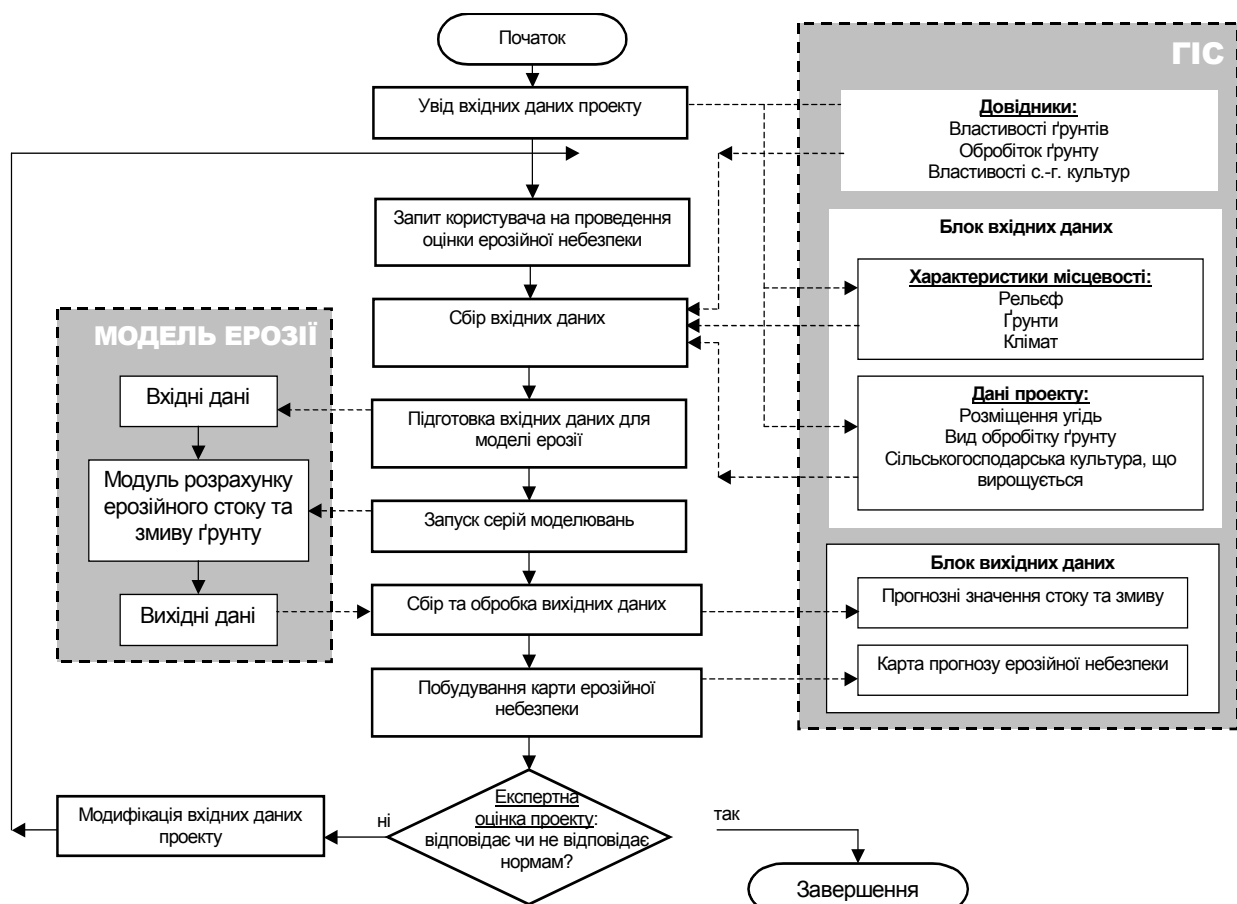 Початок
ГІС
Увід вхідних даних проекту
Довідники:
Властивості ґрунтів
Обробіток ґрунту
Властивості с.-г. культур
Запит користувача на проведення
оцінки ерозійної небезпеки
Блок вхідних даних
Характеристики місцевості:
Рельєф
Ґрунти
Клімат
Сбір вхідних даних
МОДЕЛЬ ЕРОЗІЇ
Вхідні дані
Підготовка вхідних даних для
моделі ерозії
Дані проекту:
Розміщення угідь
Вид обробітку ґрунту
Сільськогосподарська культура, що
вирощується
Модуль розрахунку
ерозійного стоку та
змиву ґрунту
Запуск серій моделювань
Блок вихідних даних
Вихідні дані
Сбір та обробка вихідних даних
Прогнозні значення стоку та змиву
Побудування карти ерозійної
небезпеки
Карта прогнозу ерозійної небезпеки
Модифікація вхідних даних
проекту
ні
Експертна
оцінка проекту:
відповідає чи не відповідає
нормам?
так
Завершення